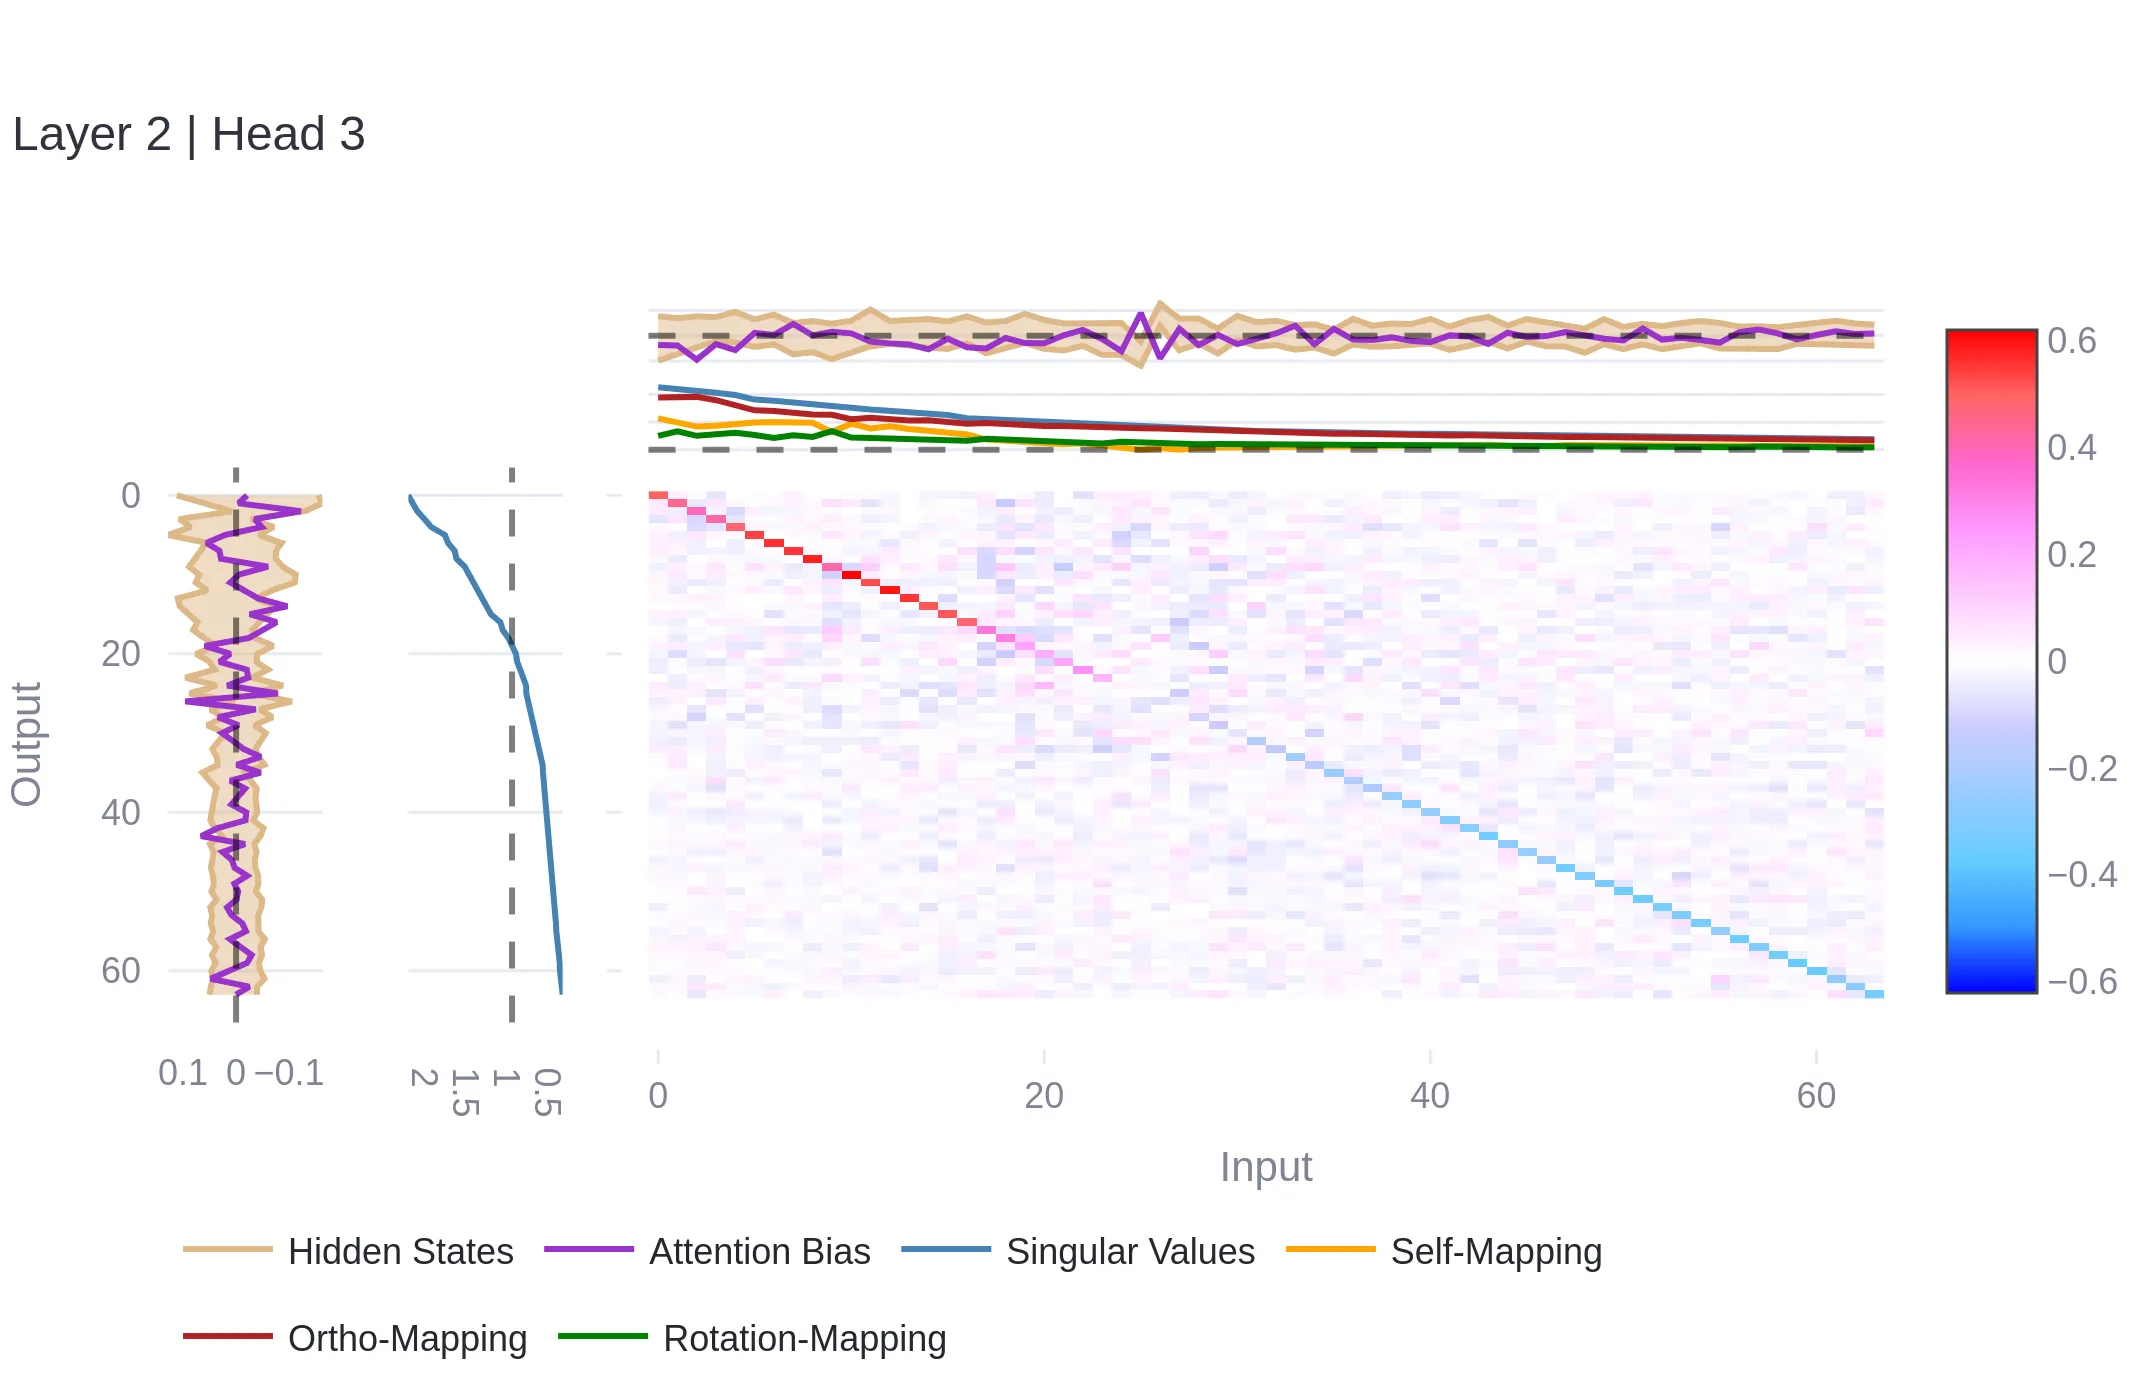 Layer 2 | Head 3
0.6
0.4
0.2
0
−0.2
−0.4
−0.6
0
20
40
60
Output
0.1 0 −0.1
2 1.5 1 0.5
0 20 40 60
Input
Hidden States Attention Bias Singular Values Self-Mapping
Ortho-Mapping Rotation-Mapping